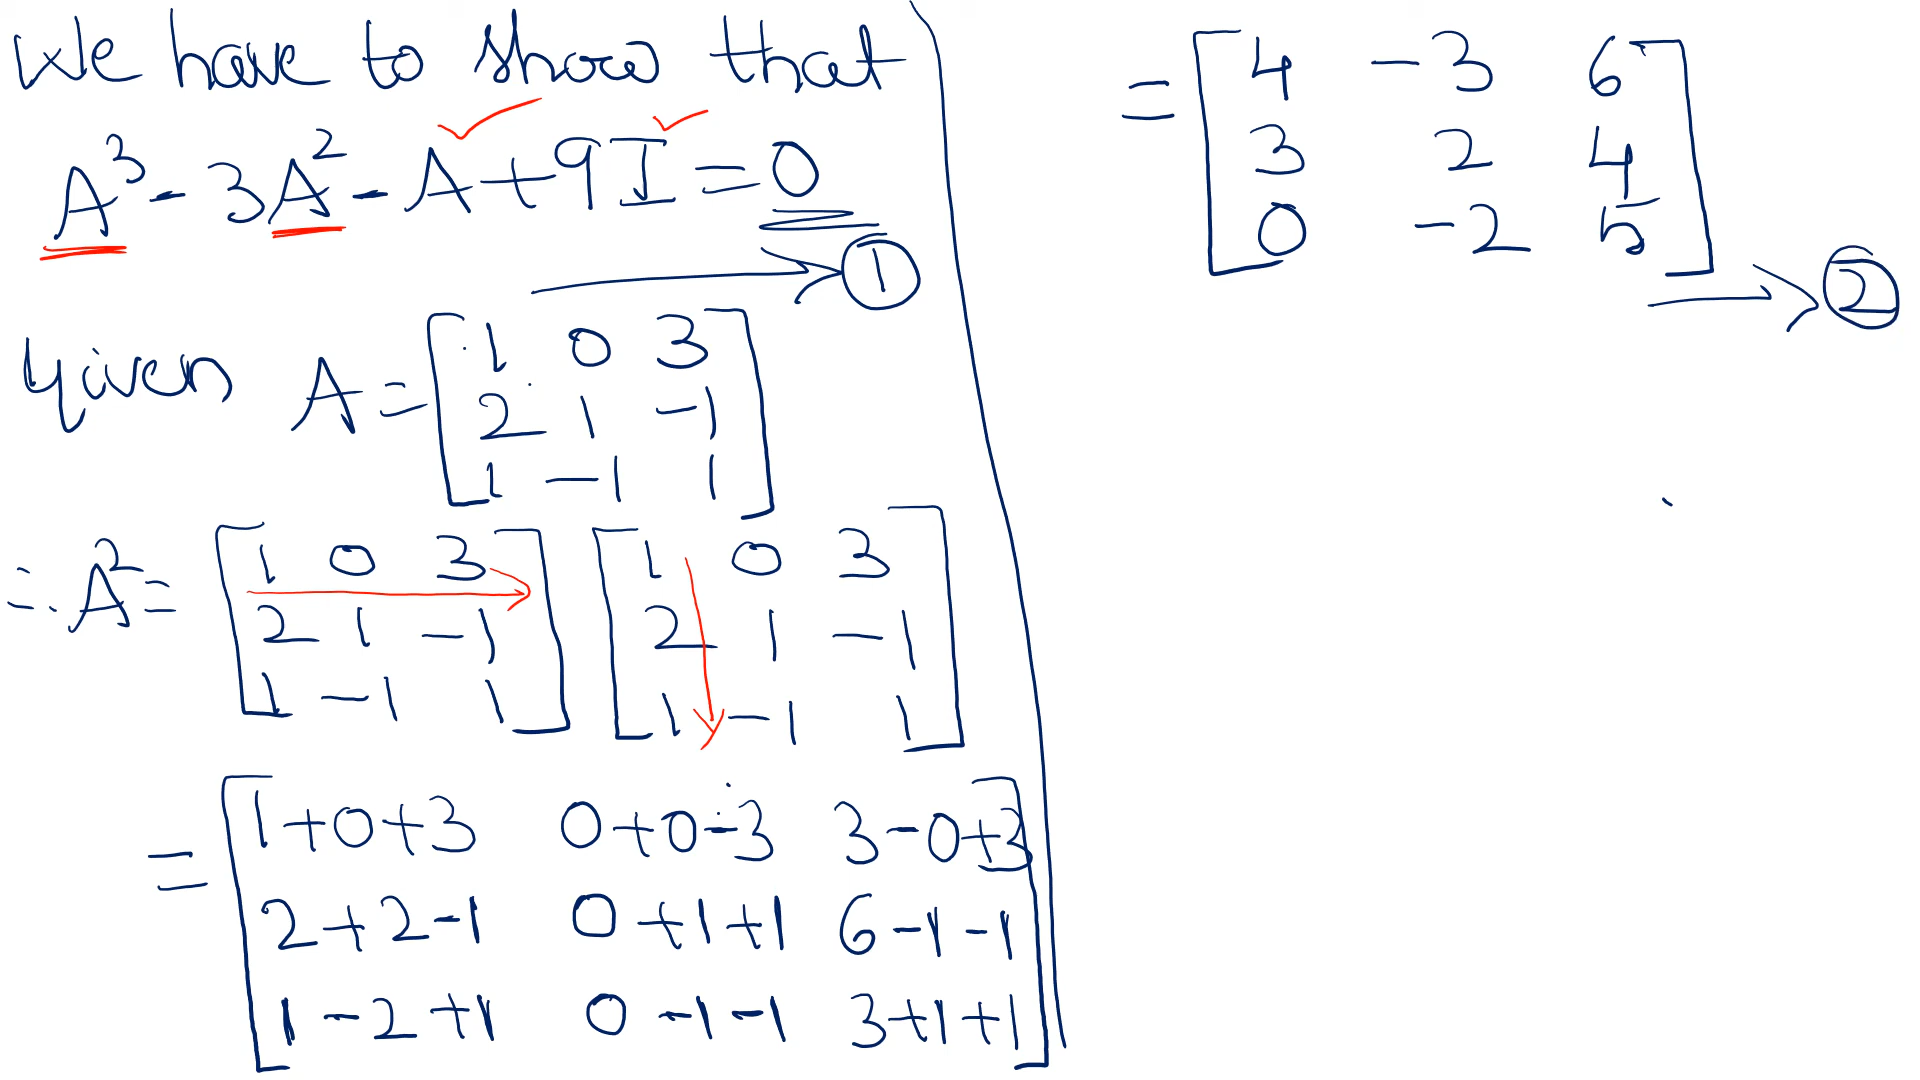 We have to show that
A³ - 3A² - A + 9I = 0
→ ①
Given A = [1 0 3
2 1 -1
1 -1 1]
∴ A² = [1 0 3 [1 0 3
2 1 -1 2 1 -1
1 -1 1] 1 -1 1]
= [1+0+3 0+0-3 3-0+3
2+2-1 0+1+1 6-1-1
1-2+1 0-1-1 3+1+1]
= [4 -3 6
3 2 4
0 -2 5]
→ ②